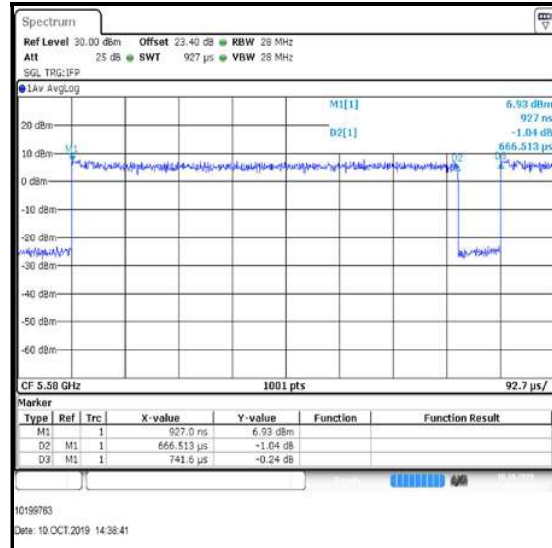 Spectrum
Ref Level 30.00 dBm Offset 23.40 dB RBW 28 MHz
Att 25 dB SWT 927 µs VBW 28 MHz
SGL TRG:IFP
1Av AvgLog
M1[1] 6.93 dBm
927 ns
D2[1] -1.04 dB
666.513 µs
20 dBm
M1
D2
D3
10 dBm
0 dBm
-10 dBm
-20 dBm
-30 dBm
-40 dBm
-50 dBm
-60 dBm
CF 5.58 GHz 1001 pts 92.7 µs/
Marker
Type Ref Trc X-value Y-value Function Function Result
M1 1 927.0 ns 6.93 dBm
D2 M1 1 666.513 µs -1.04 dB
D3 M1 1 741.6 µs -0.24 dB
10199763
Date: 10.OCT.2019 14:38:41